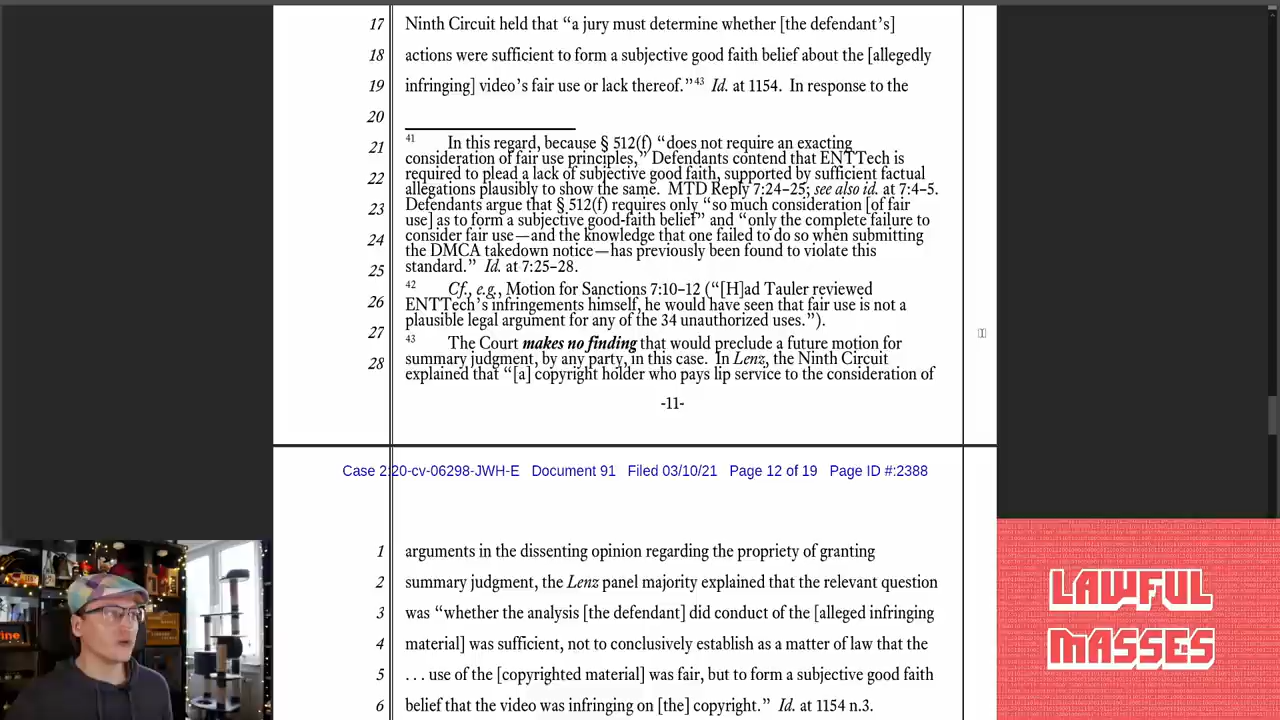 17 Ninth Circuit held that “a jury must determine whether [the defendant’s]
18 actions were sufficient to form a subjective good faith belief about the [allegedly
19 infringing] video’s fair use or lack thereof.”43 Id. at 1154. In response to the
20
41 In this regard, because § 512(f) “does not require an exacting
21 consideration of fair use principles,” Defendants contend that ENTTech is
required to plead a lack of subjective good faith, supported by sufficient factual
22 allegations plausibly to show the same. MTD Reply 7:24–25; see also id. at 7:4–5.
Defendants argue that § 512(f) requires only “so much consideration [of fair
23 use] as to form a subjective good-faith belief” and “only the complete failure to
consider fair use—and the knowledge that one failed to do so when submitting
24 the DMCA takedown notice—has previously been found to violate this
25 standard.” Id. at 7:25–28.
42 Cf., e.g., Motion for Sanctions 7:10–12 (“[H]ad Tauler reviewed
26 ENTTech’s infringements himself, he would have seen that fair use is not a
plausible legal argument for any of the 34 unauthorized uses.”).
27
43 The Court makes no finding that would preclude a future motion for
28 summary judgment, by any party, in this case. In Lenz, the Ninth Circuit
explained that “[a] copyright holder who pays lip service to the consideration of
-11-
Case 2:20-cv-06298-JWH-E Document 91 Filed 03/10/21 Page 12 of 19 Page ID #:2388
1 arguments in the dissenting opinion regarding the propriety of granting
2 summary judgment, the Lenz panel majority explained that the relevant question
3 was “whether the analysis [the defendant] did conduct of the [alleged infringing
4 material] was sufficient, not to conclusively establish as a matter of law that the
5 . . . use of the [copyrighted material] was fair, but to form a subjective good faith
6 belief that the video was infringing on [the] copyright.” Id. at 1154 n.3.
LAWFUL
MASSES